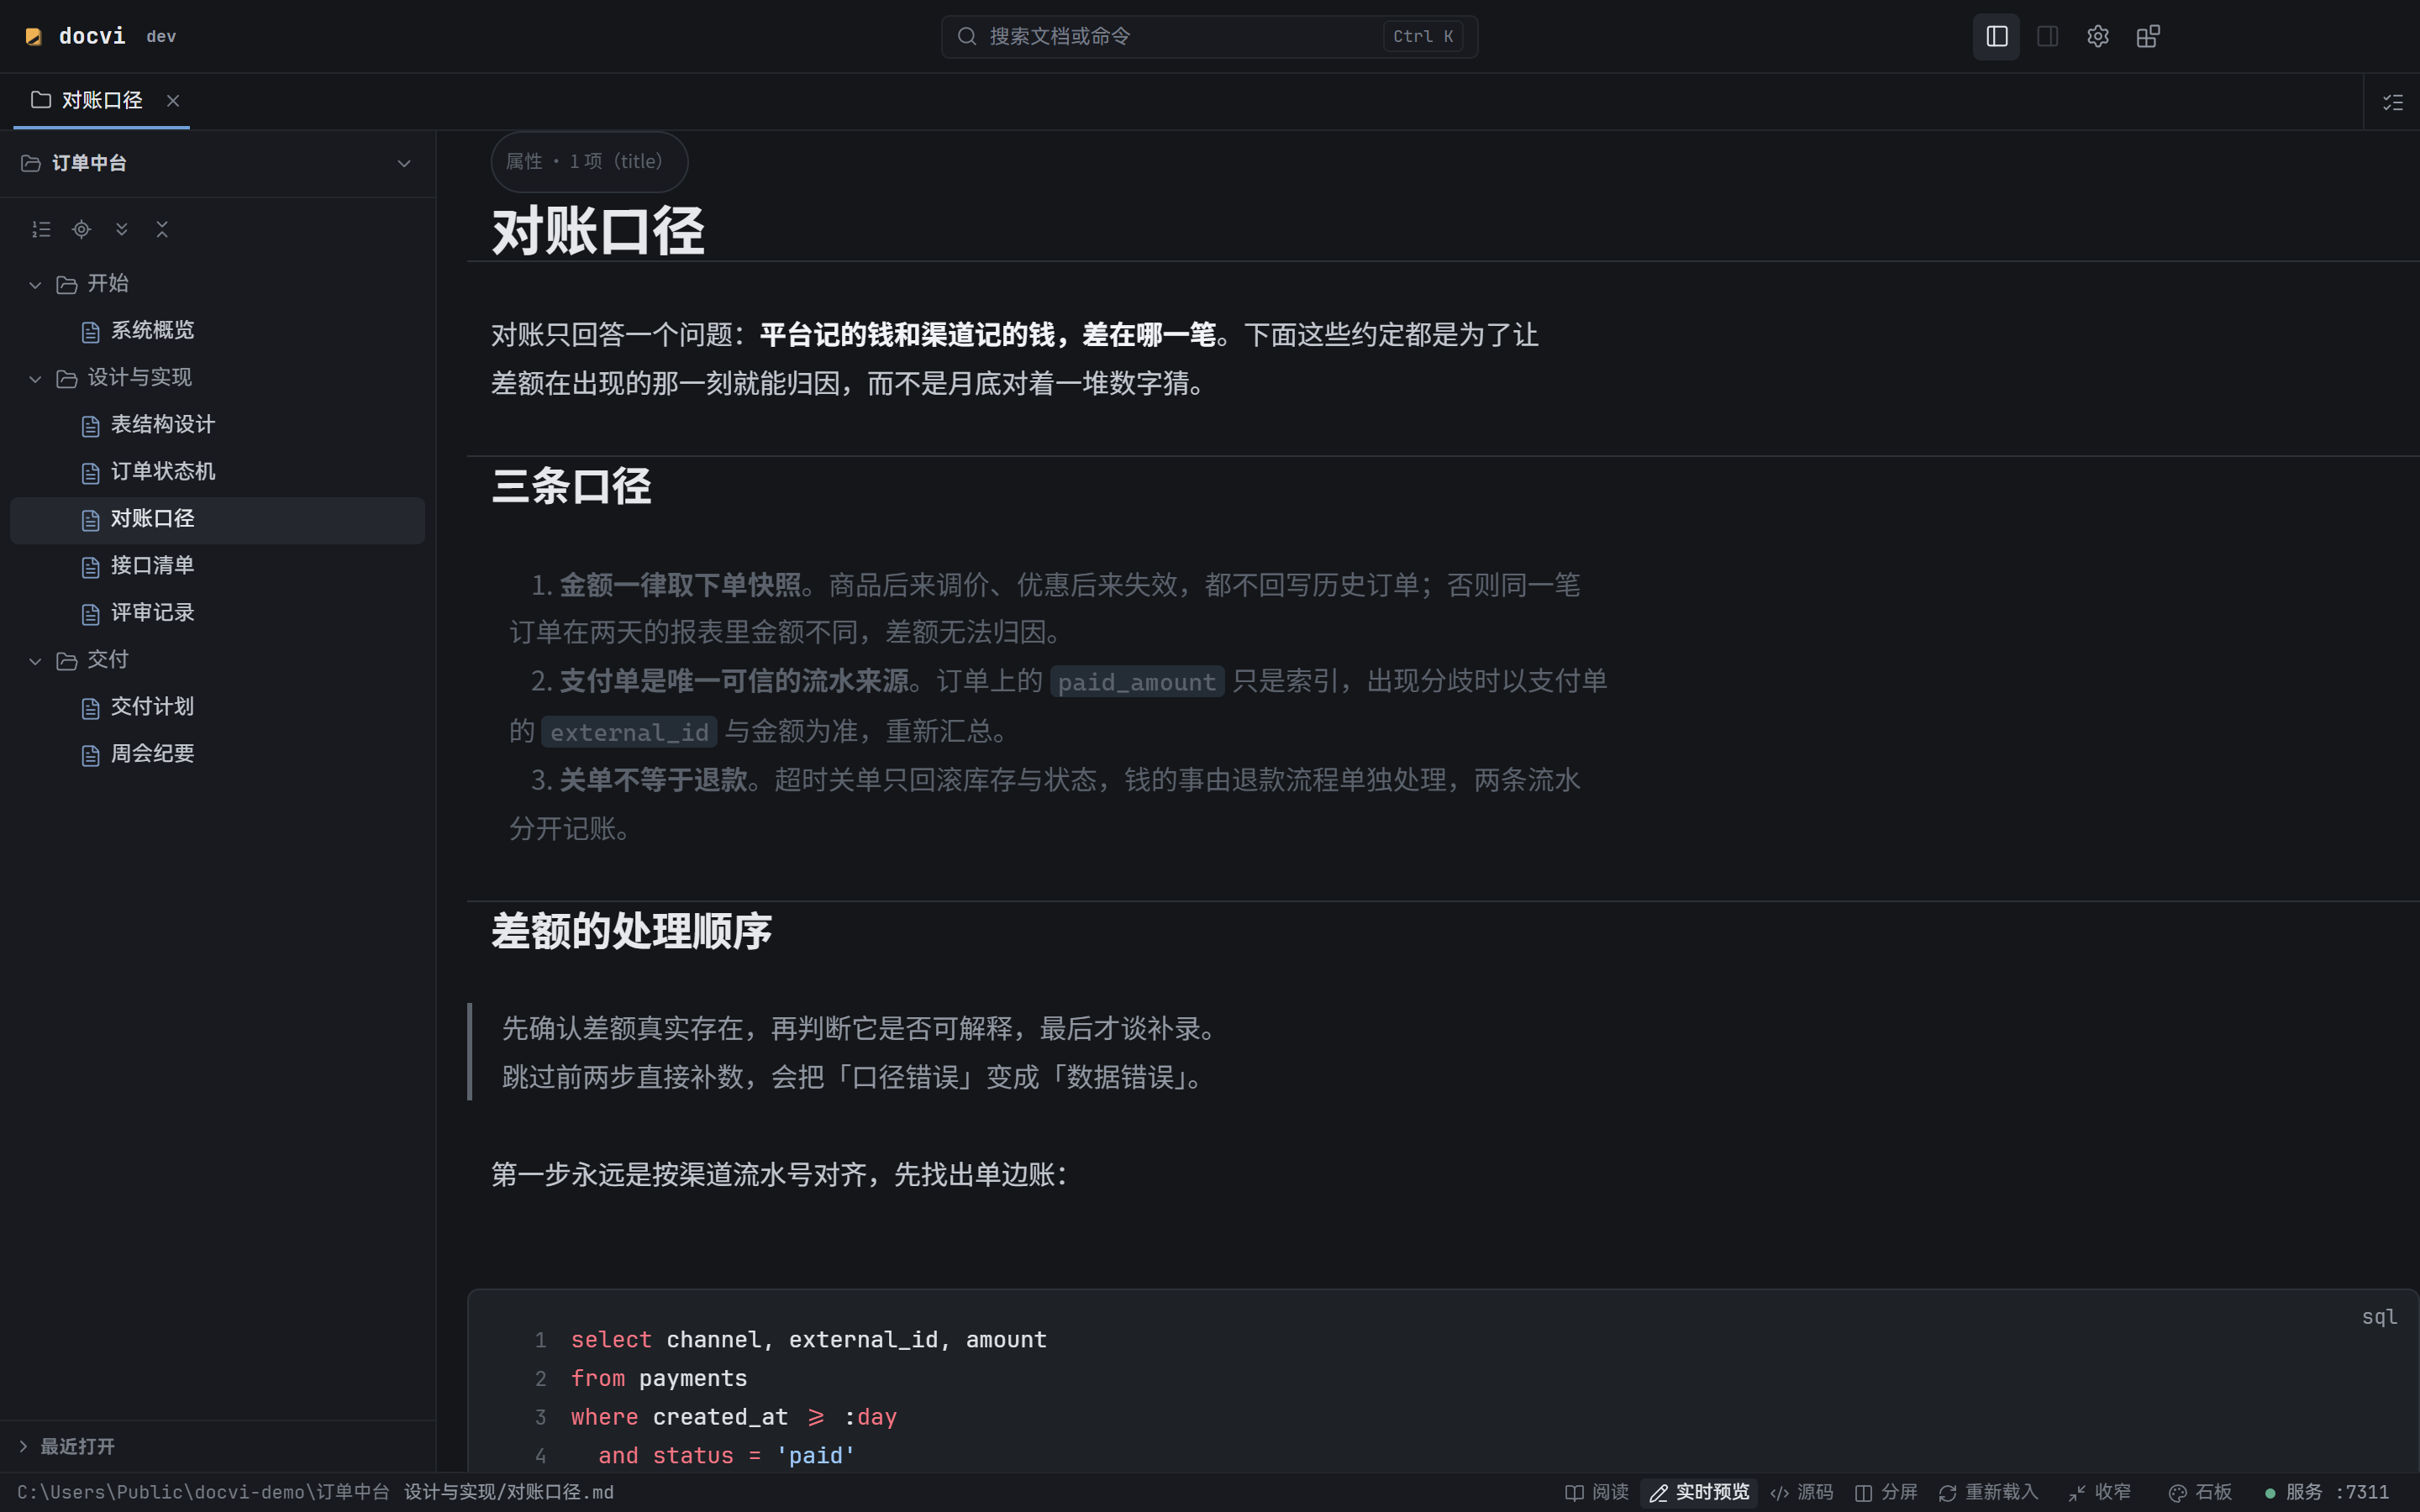 docvi dev
搜索文档或命令 Ctrl K
对账口径
订单中台
开始
系统概览
设计与实现
表结构设计
订单状态机
对账口径
接口清单
评审记录
交付
交付计划
周会纪要
最近打开
属性 · 1 项（title）
对账口径
对账只回答一个问题：平台记的钱和渠道记的钱，差在哪一笔。下面这些约定都是为了让
差额在出现的那一刻就能归因，而不是月底对着一堆数字猜。
三条口径
1. 金额一律取下单快照。商品后来调价、优惠后来失效，都不回写历史订单；否则同一笔
订单在两天的报表里金额不同，差额无法归因。
2. 支付单是唯一可信的流水来源。订单上的 paid_amount 只是索引，出现分歧时以支付单
的 external_id 与金额为准，重新汇总。
3. 关单不等于退款。超时关单只回滚库存与状态，钱的事由退款流程单独处理，两条流水
分开记账。
差额的处理顺序
先确认差额真实存在，再判断它是否可解释，最后才谈补录。
跳过前两步直接补数，会把「口径错误」变成「数据错误」。
第一步永远是按渠道流水号对齐，先找出单边账：
sql
1 select channel, external_id, amount
2 from payments
3 where created_at >= :day
4 and status = 'paid'
C:\Users\Public\docvi-demo\订单中台 设计与实现/对账口径.md
阅读 实时预览 源码 分屏 重新载入 收窄 石板 服务 :7311